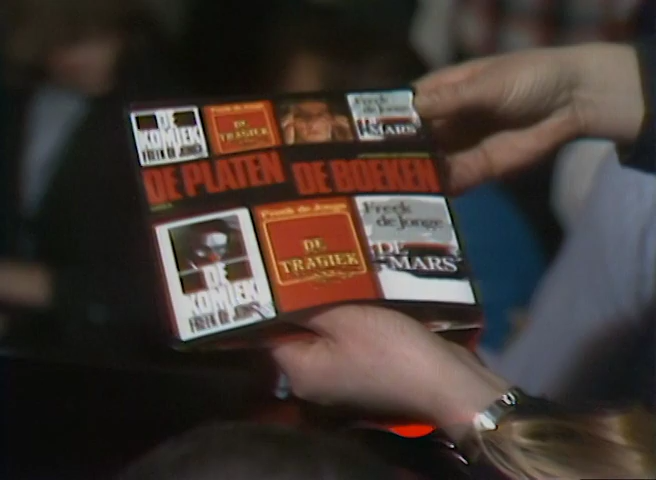 DE
KOMIEK
FREEK DE JONGE
Freek de Jonge
DE
TRAGIEK
Freek
de Jonge
DE
MARS
DE PLATEN
DE BOEKEN
DE
KOMIEK
FREEK DE JONGE
Freek de Jonge
DE
TRAGIEK
Freek
de Jonge
DE
MARS